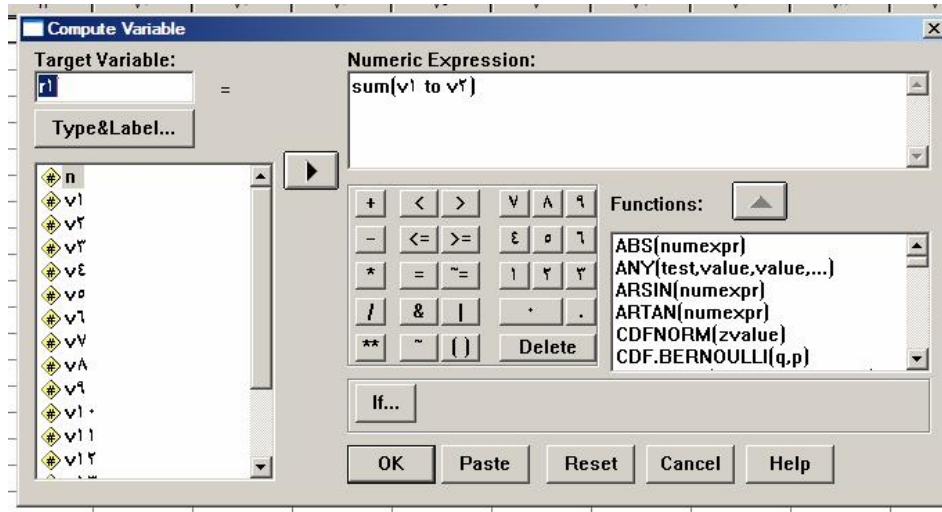 Compute Variable
Target Variable:
r١
=
Type&Label...
Numeric Expression:
sum(v١ to v٢)
n
v١
v٢
v٣
v٤
v٥
v٦
v٧
v٨
v٩
v١٠
v١١
v١٢
+ < > ٧ ٨ ٩
- <= >= ٤ ٥ ٦
* = ~= ١ ٢ ٣
/ & | ٠ .
** ~ () Delete
Functions:
ABS(numexpr)
ANY(test,value,value,...)
ARSIN(numexpr)
ARTAN(numexpr)
CDFNORM(zvalue)
CDF.BERNOULLI(q,p)
If...
OK Paste Reset Cancel Help